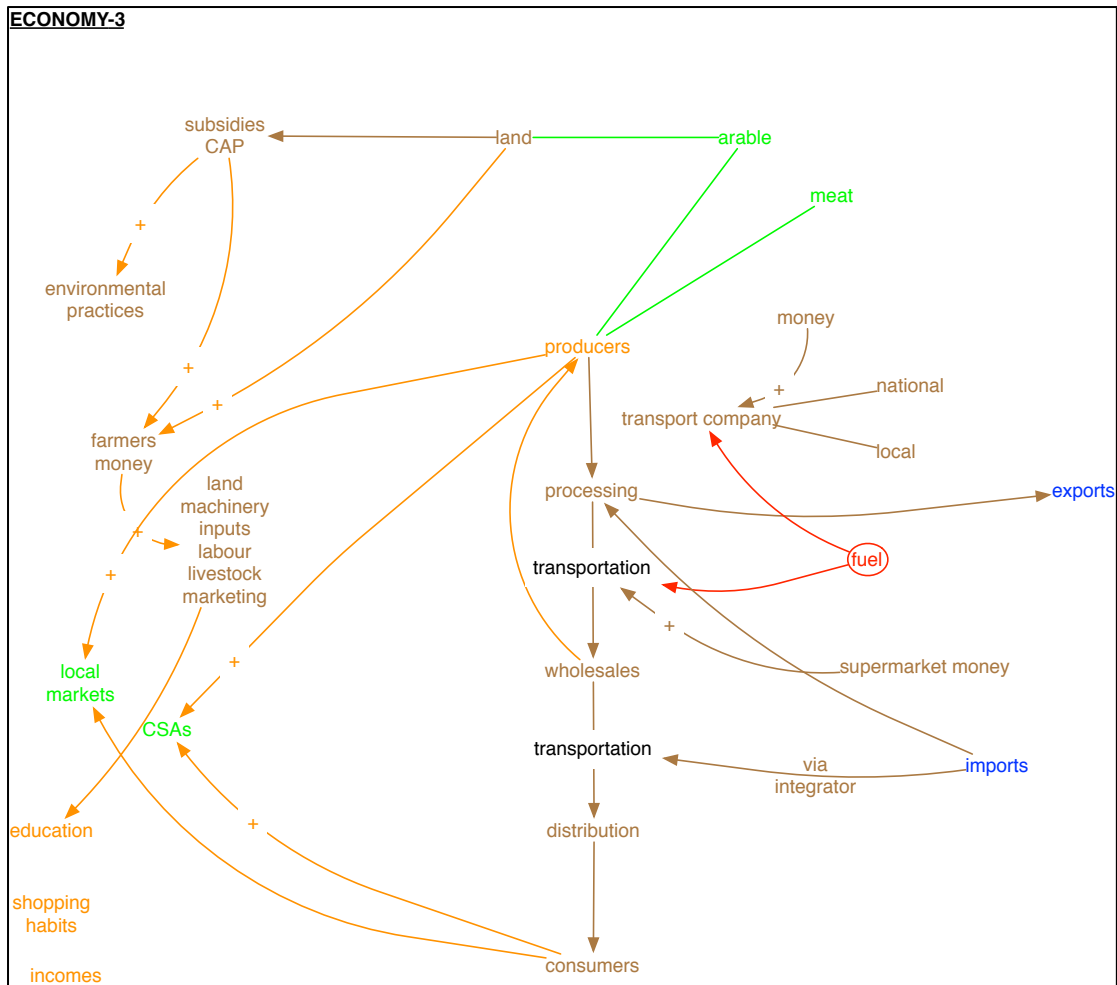 ECONOMY-3
subsidies
CAP
land
arable
meat
+
environmental
practices
money
producers
+
national
+
+
transport company
farmers
money
local
land
machinery
inputs
labour
livestock
marketing
processing
exports
+
transportation
fuel
+
+
+
local
markets
wholesales
supermarket money
CSAs
transportation
via
integrator
imports
+
education
distribution
shopping
habits
incomes
consumers